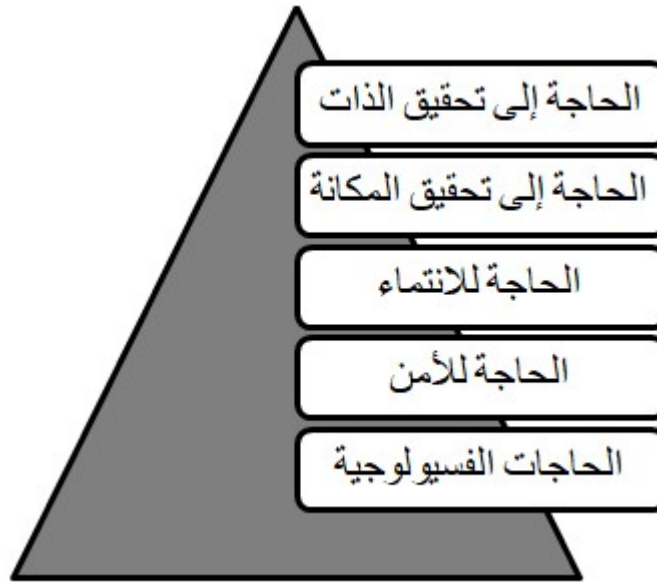 الحاجة إلى تحقيق الذات
الحاجة إلى تحقيق المكانة
الحاجة للانتماء
الحاجة للأمن
الحاجات الفسيولوجية